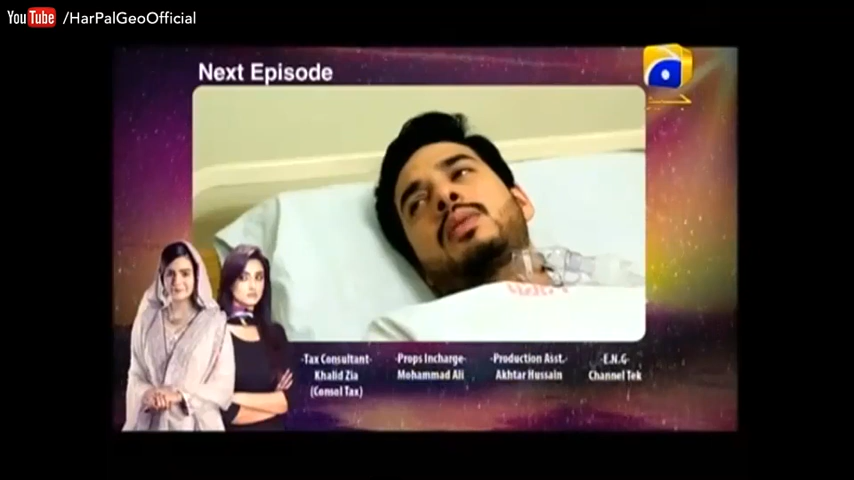 YouTube /HarPalGeoOfficial
Next Episode
-Tax Consultant-
Khalid Zia
(Consol Tax)
-Props Incharge-
Mohammad Ali
-Production Asst.-
Akhtar Hussain
-E.N.G-
Channel Tek